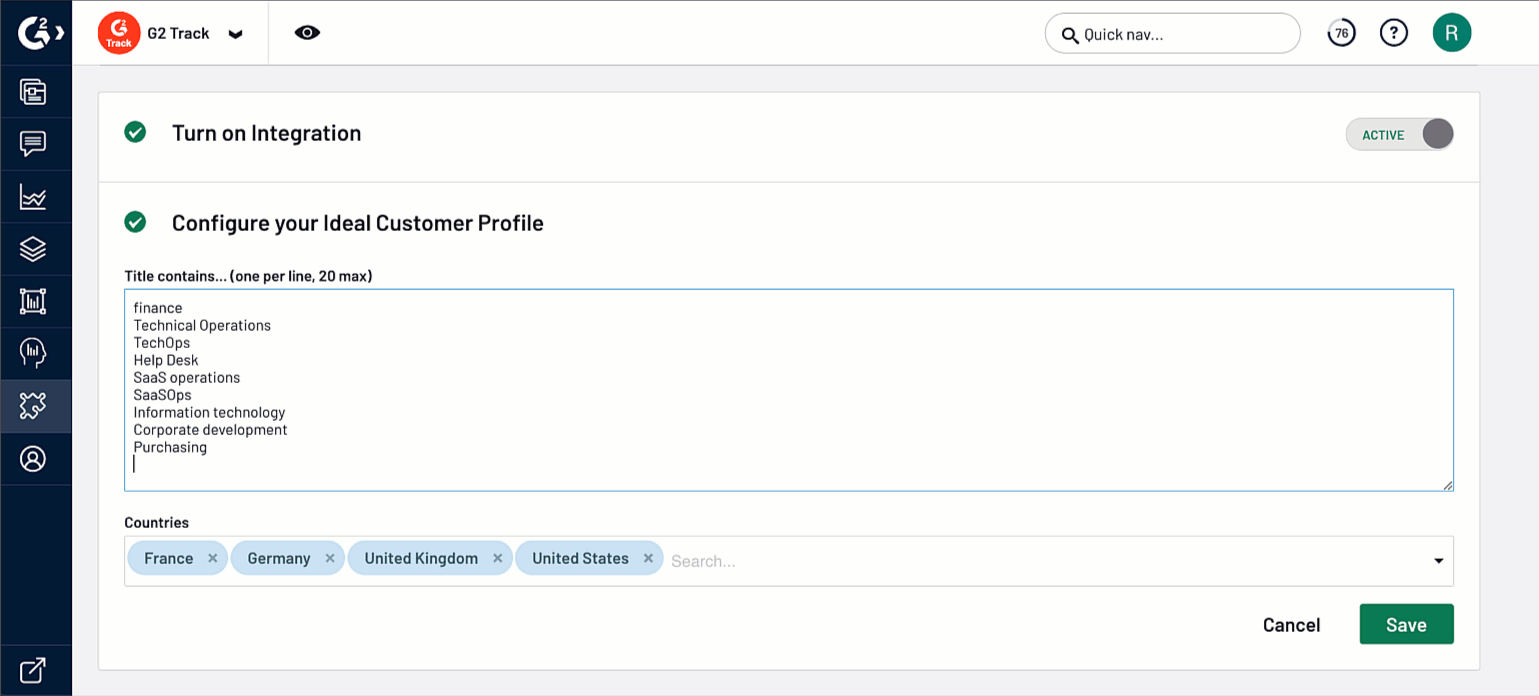 G2
G2
Track
G2 Track
Quick nav...
76
?
R
Turn on Integration
ACTIVE
Configure your Ideal Customer Profile
Title contains... (one per line, 20 max)
finance
Technical Operations
TechOps
Help Desk
SaaS operations
SaaSOps
Information technology
Corporate development
Purchasing
Countries
France × Germany × United Kingdom × United States × Search...
Cancel Save